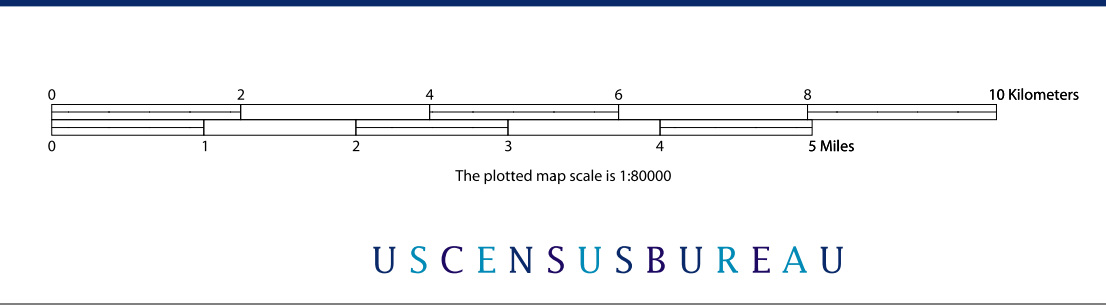 0 2 4 6 8 10 Kilometers
0 1 2 3 4 5 Miles
The plotted map scale is 1:80000
USCENSUSBUREAU